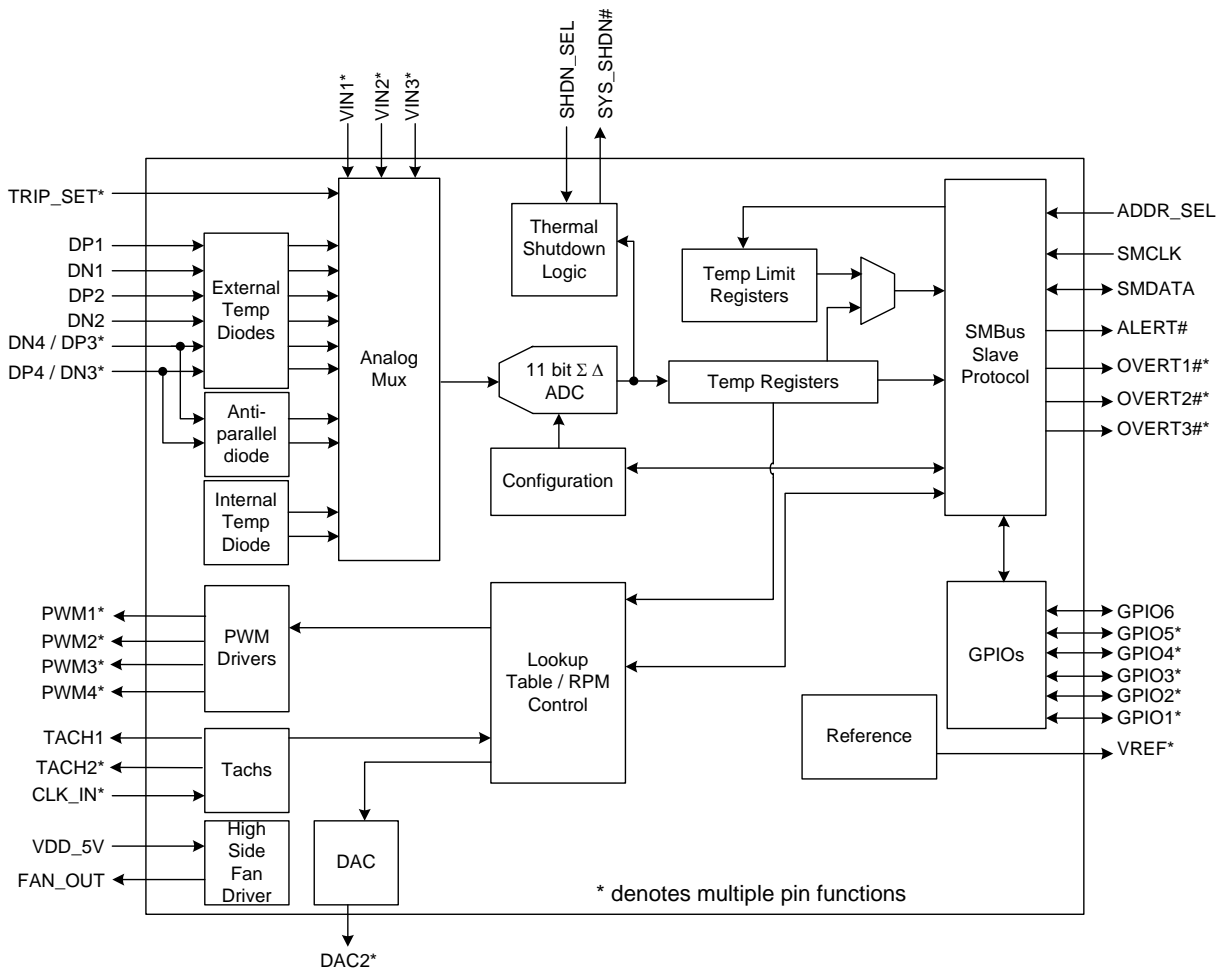 SHDN_SEL
SYS_SHDN#
VIN1*
VIN2*
VIN3*
TRIP_SET*
DP1
DN1
DP2
DN2
DN4 / DP3*
DP4 / DN3*
External
Temp
Diodes
Anti-
parallel
diode
Internal
Temp
Diode
Analog
Mux
Thermal
Shutdown
Logic
11 bit Σ Δ
ADC
Configuration
Temp Limit
Registers
Temp Registers
SMBus
Slave
Protocol
ADDR_SEL
SMCLK
SMDATA
ALERT#
OVERT1#*
OVERT2#*
OVERT3#*
PWM1*
PWM2*
PWM3*
PWM4*
PWM
Drivers
Lookup
Table / RPM
Control
GPIOs
GPIO6
GPIO5*
GPIO4*
GPIO3*
GPIO2*
GPIO1*
Reference
VREF*
TACH1
TACH2*
CLK_IN*
Tachs
VDD_5V
FAN_OUT
High
Side
Fan
Driver
DAC
DAC2*
* denotes multiple pin functions